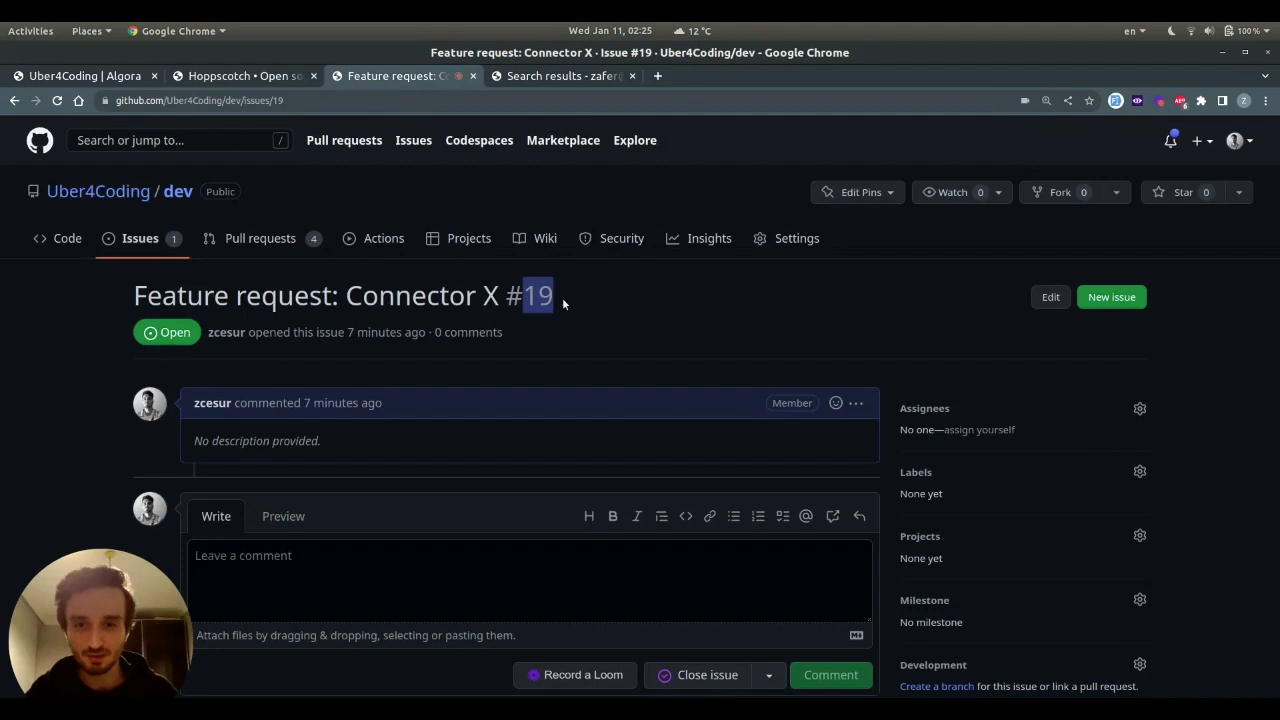 Activities Places Google Chrome Wed Jan 11, 02:25 12 °C en 100 %
Feature request: Connector X · Issue #19 · Uber4Coding/dev - Google Chrome
Uber4Coding | Algora Hoppscotch • Open so Feature request: Co Search results - zafer@
github.com/Uber4Coding/dev/issues/19 Z
Search or jump to... / Pull requests Issues Codespaces Marketplace Explore
Uber4Coding / dev Public Edit Pins Watch 0 Fork 0 Star 0
Code Issues 1 Pull requests 4 Actions Projects Wiki Security Insights Settings
Feature request: Connector X #19 Edit New issue
Open zcesur opened this issue 7 minutes ago · 0 comments
zcesur commented 7 minutes ago Member
No description provided.
Assignees
No one—assign yourself
Labels
None yet
Projects
None yet
Milestone
No milestone
Development
Create a branch for this issue or link a pull request.
Write Preview
Leave a comment
Attach files by dragging & dropping, selecting or pasting them.
Record a Loom Close issue Comment